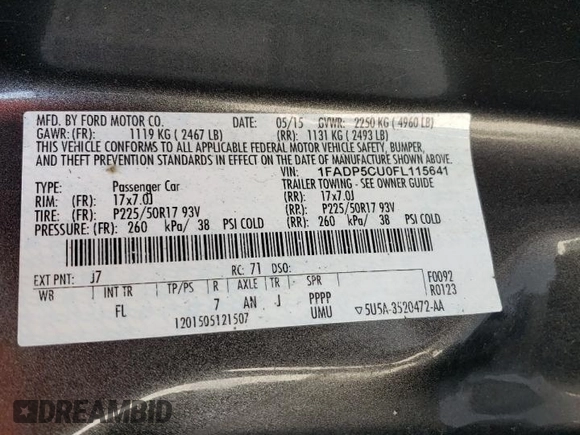 MFD. BY FORD MOTOR CO. DATE: 05/15 GVWR: 2250 KG ( 4960 LB)
GAWR: (FR): 1119 KG ( 2467 LB) (RR): 1131 KG ( 2493 LB)
THIS VEHICLE CONFORMS TO ALL APPLICABLE FEDERAL MOTOR VEHICLE SAFETY, BUMPER,
AND THEFT PREVENTION STANDARDS IN EFFECT ON THE DATE OF MANUFACTURE SHOWN ABOVE.
VIN: 1FADP5CU0FL115641
TYPE: Passenger Car TRAILER TOWING - SEE OWNER GUIDE
RIM: (FR) 17x7.0J (RR): 17x7.0J
TIRE: (FR) P225/50R17 93V (RR): P225/50R17 93V
PRESSURE: (FR) 260 kPa/ 38 PSI COLD (RR): 260 kPa/ 38 PSI COLD
EXT PNT: J7 RC: 71 DSO:
WB INT TR TP/PS R AXLE TR SPR F0092
FL 7 AN J PPPP R0123
UMU
1201505121507 ▽5U5A-3520472-AA
DREAMBID